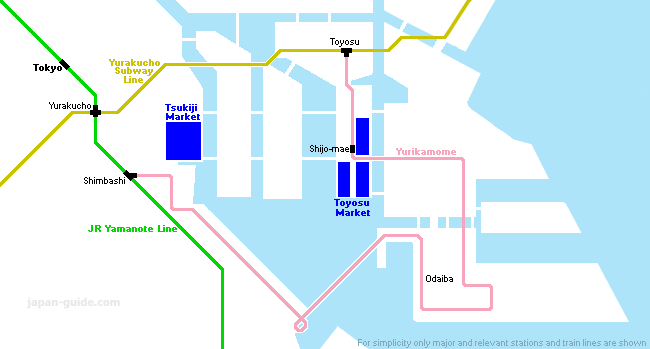 Toyosu
Tokyo
Yurakucho
Subway
Line
Yurakucho
Tsukiji
Market
Shijo-mae
Yurikamome
Shimbashi
Toyosu
Market
JR Yamanote Line
Odaiba
japan-guide.com
For simplicity only major and relevant stations and train lines are shown